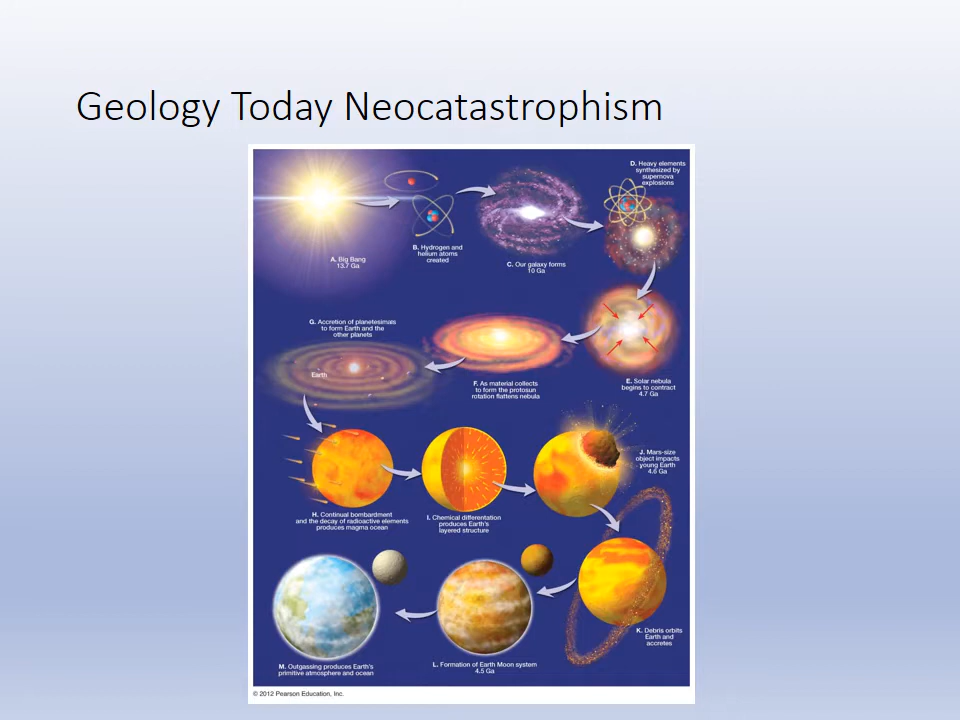 Geology Today Neocatastrophism
D. Heavy elements
synthesized by
supernova
explosions
A. Big Bang
13.7 Ga
B. Hydrogen and
helium atoms
created
C. Our galaxy forms
10 Ga
G. Accretion of planetesimals
to form Earth and the
other planets
Earth
F. As material collects
to form the protosun
rotation flattens nebula
E. Solar nebula
begins to contract
4.7 Ga
H. Continual bombardment
and the decay of radioactive elements
produces magma ocean
I. Chemical differentation
produces Earth's
layered structure
J. Mars-size
object impacts
young Earth
4.6 Ga
K. Debris orbits
Earth and
accretes
L. Formation of Earth Moon system
4.5 Ga
M. Outgassing produces Earth's
primitive atmosphere and ocean
© 2012 Pearson Education, Inc.